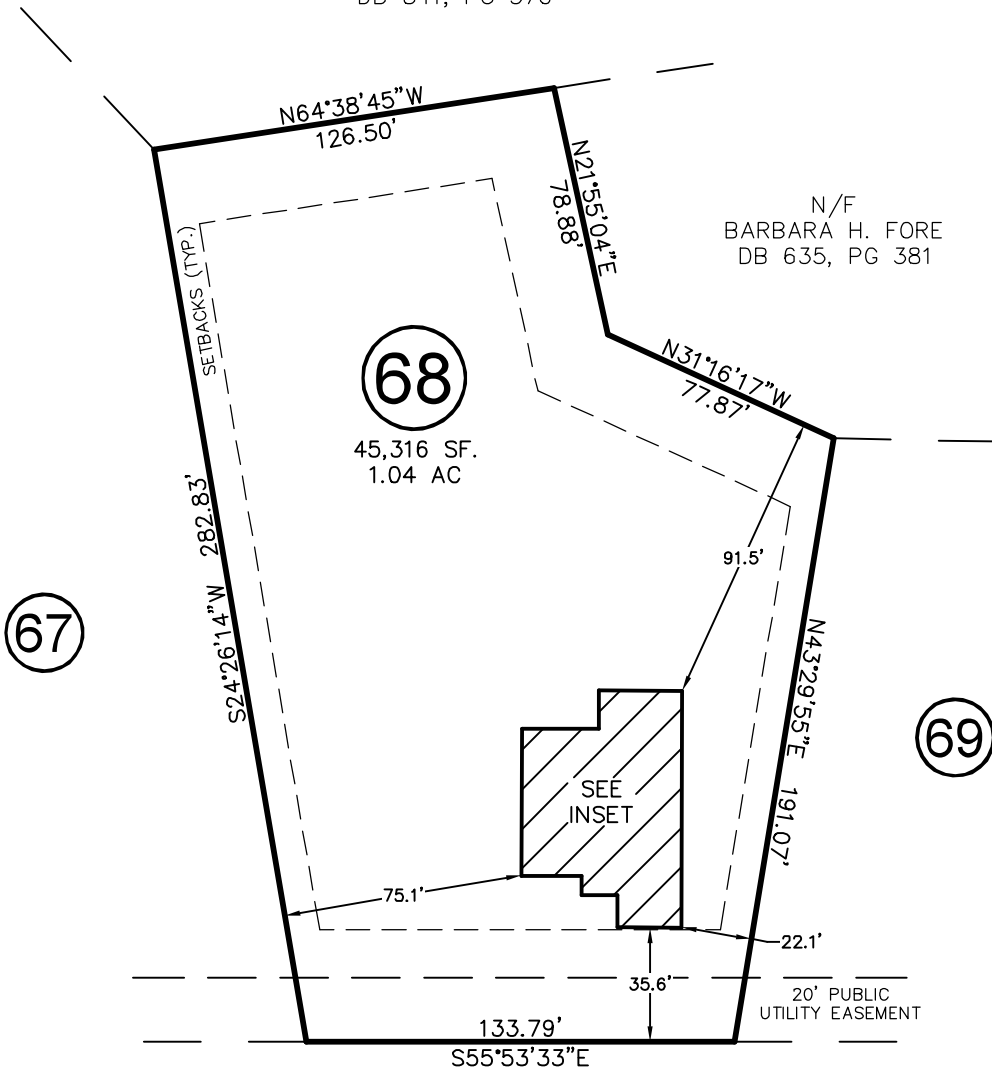 N64°38'45"W
126.50'
N21°55'04"E
78.88'
N/F
BARBARA H. FORE
DB 635, PG 381
SETBACKS (TYP.)
68
45,316 SF.
1.04 AC
N31°16'17"W
77.87'
282.83'
S24°26'14"W
91.5'
67
N43°29'55"E
191.07'
69
SEE
INSET
75.1'
22.1'
35.6'
20' PUBLIC
UTILITY EASEMENT
133.79'
S55°53'33"E